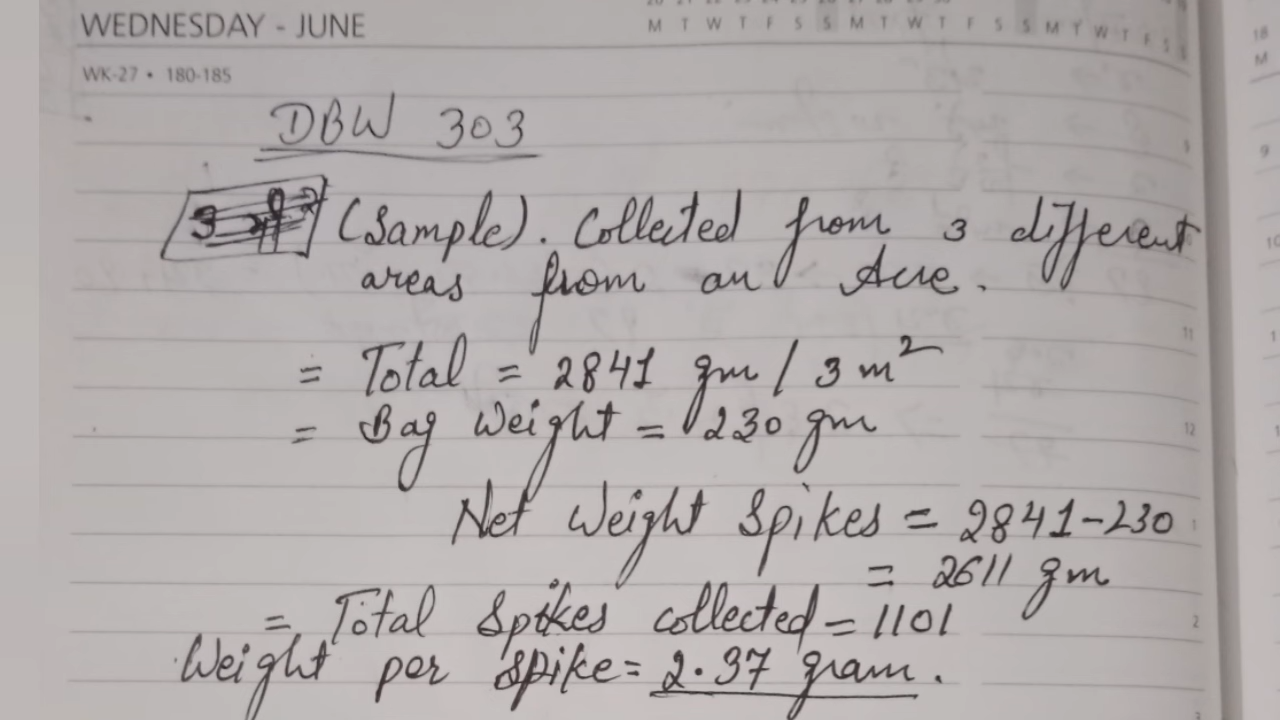 WEDNESDAY - JUNE
M T W T F S S M T W T F S S M T W T F S S
WK-27 • 180-185
DBW 303
(Sample). Collected from 3 different
areas from an Acre.
= Total = 2841 gm / 3 m²
= Bag Weight = 230 gm
Net Weight Spikes = 2841-230
= 2611 gm
= Total Spikes collected = 1101
Weight per spike = 2.37 gram.